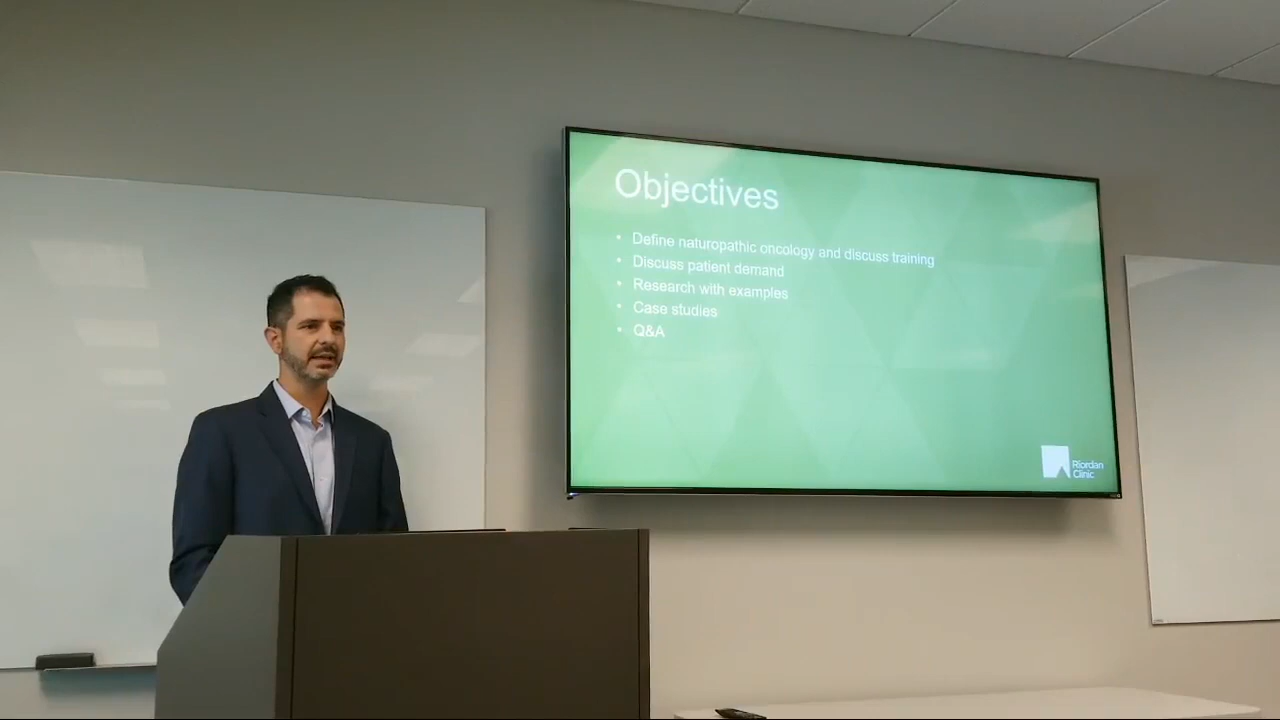 Objectives
• Define naturopathic oncology and discuss training
• Discuss patient demand
• Research with examples
• Case studies
• Q&A
Riordan
Clinic